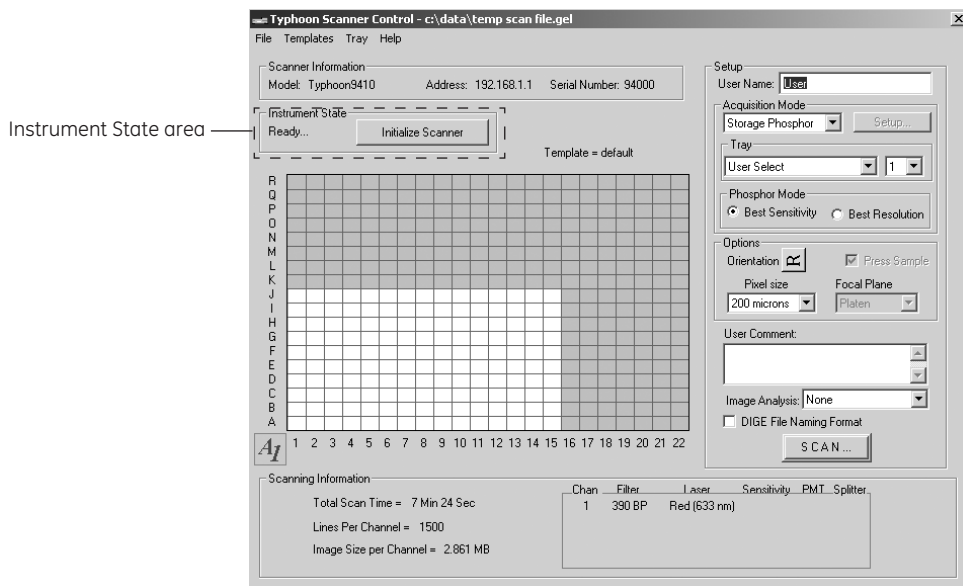 Typhoon Scanner Control - c:\data\temp scan file.gel
File Templates Tray Help
Scanner Information
Model: Typhoon9410 Address: 192.168.1.1 Serial Number: 94000
Instrument State area
Instrument State
Ready... Initialize Scanner
Template = default
R
Q
P
O
N
M
L
K
J
I
H
G
F
E
D
C
B
A
A1 1 2 3 4 5 6 7 8 9 10 11 12 13 14 15 16 17 18 19 20 21 22
Setup
User Name: User
Acquisition Mode
Storage Phosphor Setup...
Tray
User Select 1
Phosphor Mode
Best Sensitivity Best Resolution
Options
Orientation R Press Sample
Pixel size Focal Plane
200 microns Platen
User Comment:
Image Analysis: None
DIGE File Naming Format
SCAN...
Scanning Information
Total Scan Time = 7 Min 24 Sec
Lines Per Channel = 1500
Image Size per Channel = 2.861 MB
Chan Filter Laser Sensitivity PMT Splitter
1 390 BP Red (633 nm)